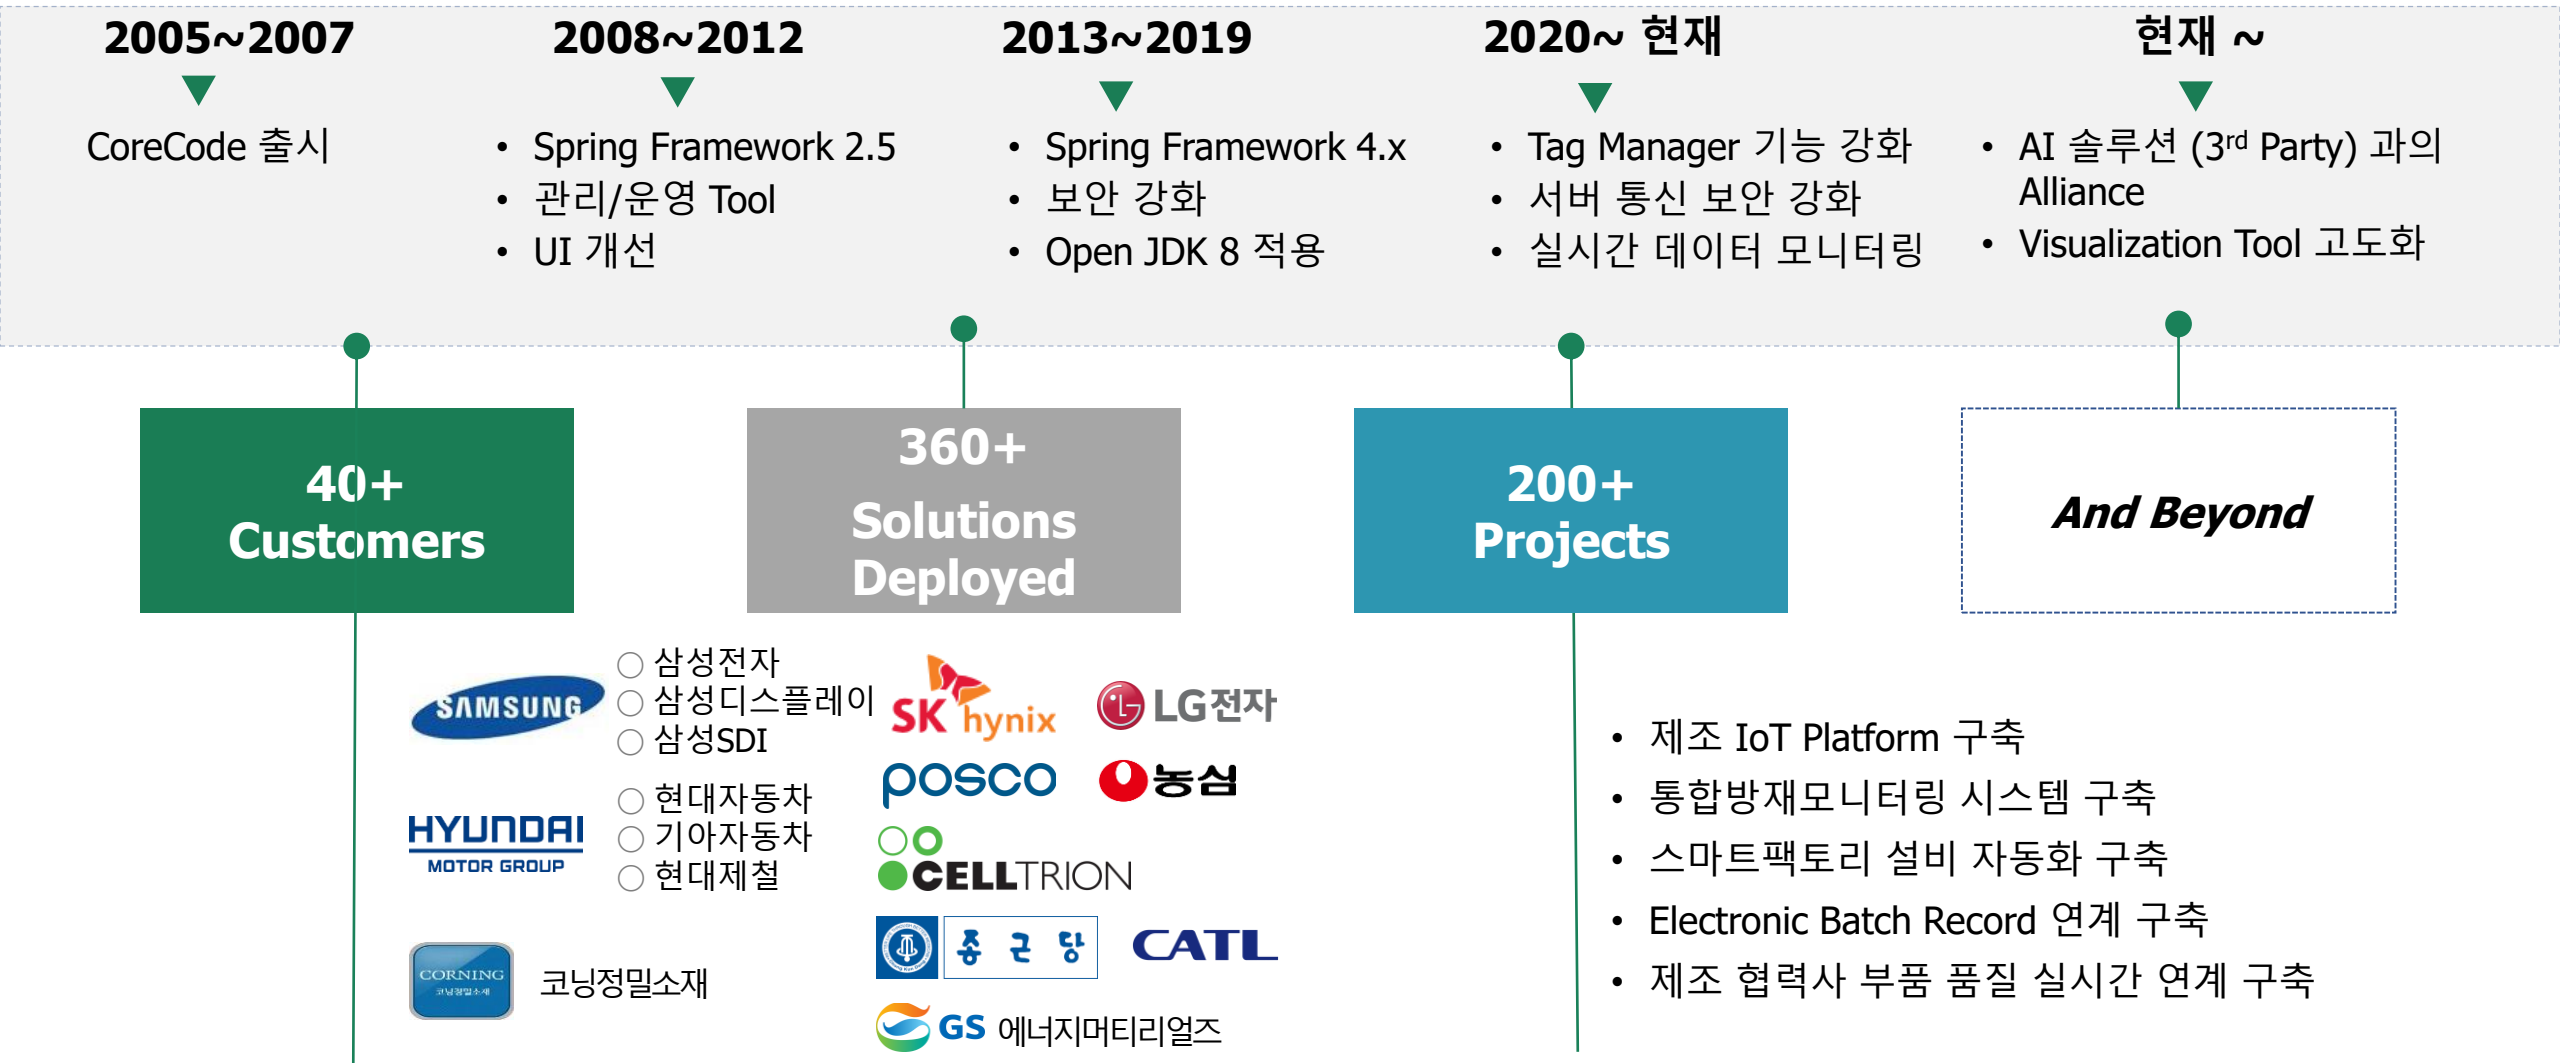 2005~2007
CoreCode 출시
2008~2012
• Spring Framework 2.5
• 관리/운영 Tool
• UI 개선
2013~2019
• Spring Framework 4.x
• 보안 강화
• Open JDK 8 적용
2020~ 현재
• Tag Manager 기능 강화
• 서버 통신 보안 강화
• 실시간 데이터 모니터링
현재 ~
• AI 솔루션 (3rd Party) 과의
Alliance
• Visualization Tool 고도화
40+
Customers
360+
Solutions
Deployed
200+
Projects
And Beyond
SAMSUNG
○ 삼성전자
○ 삼성디스플레이
○ 삼성SDI
HYUNDAI
MOTOR GROUP
○ 현대자동차
○ 기아자동차
○ 현대제철
CORNING
코닝정밀소재
코닝정밀소재
SK hynix
LG전자
posco
농심
CELLTRION
종근당
CATL
GS 에너지머티리얼즈
• 제조 IoT Platform 구축
• 통합방재모니터링 시스템 구축
• 스마트팩토리 설비 자동화 구축
• Electronic Batch Record 연계 구축
• 제조 협력사 부품 품질 실시간 연계 구축